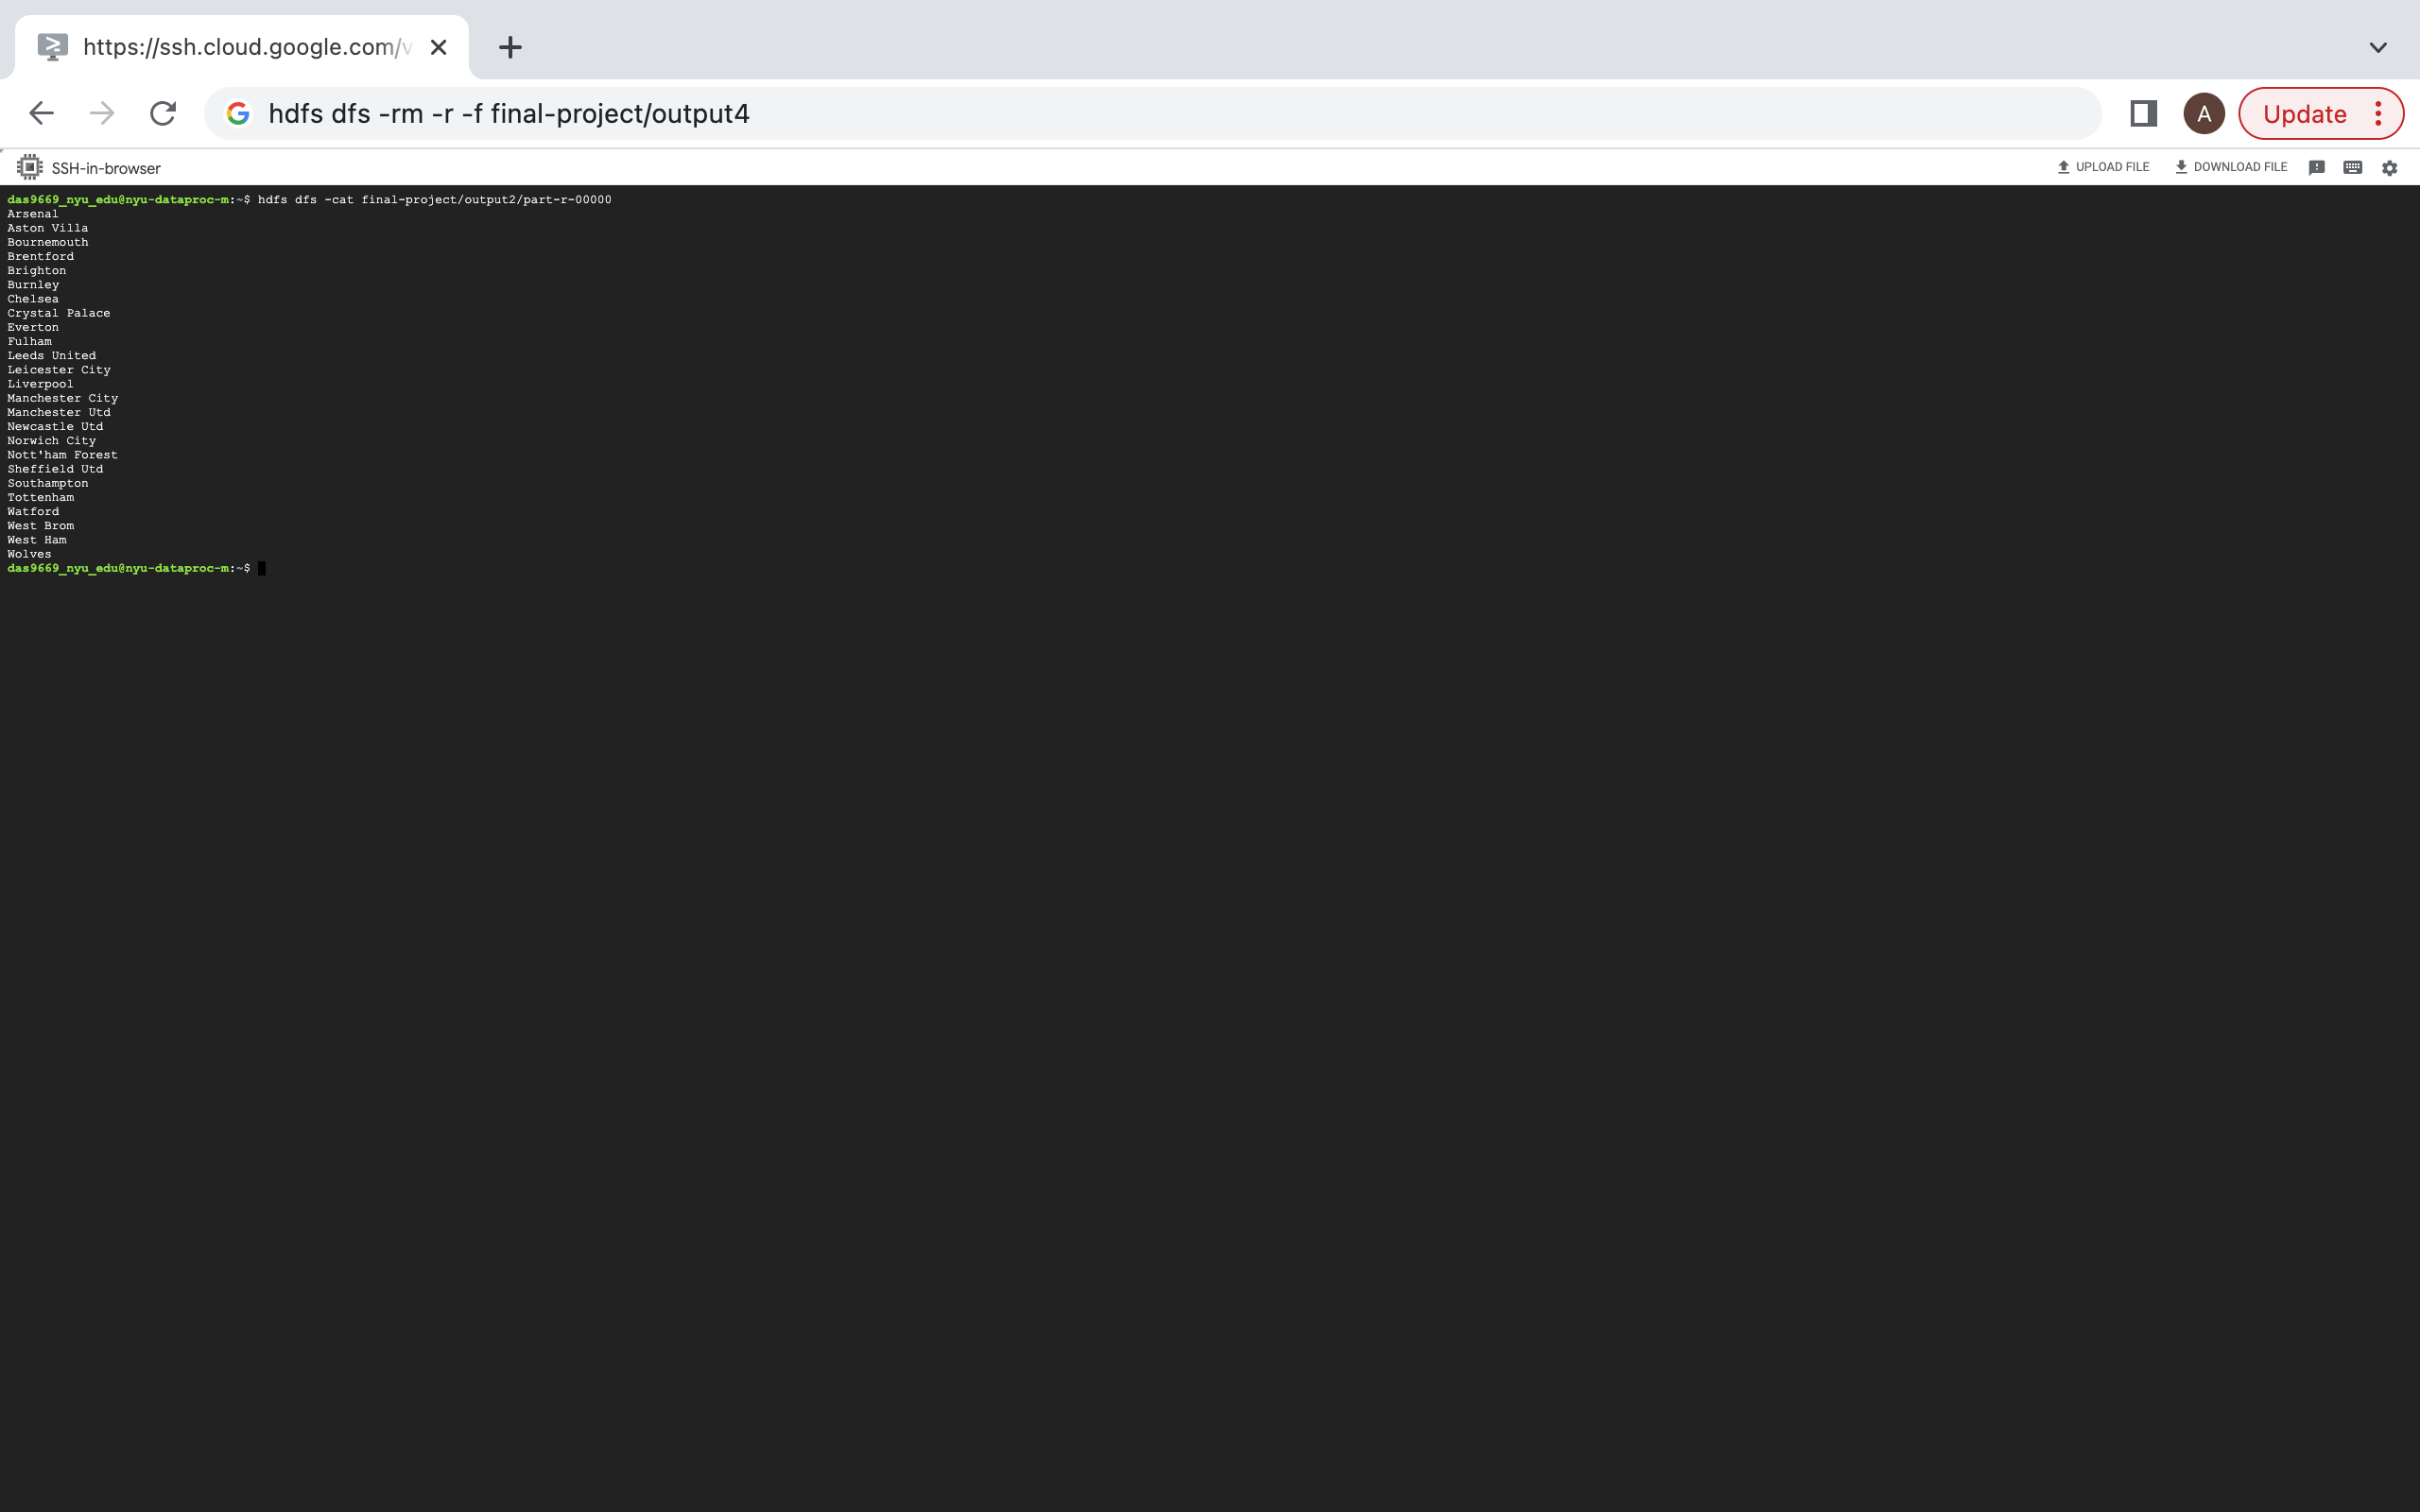 https://ssh.cloud.google.com/v
hdfs dfs -rm -r -f final-project/output4
A
Update
SSH-in-browser
UPLOAD FILE
DOWNLOAD FILE
das9669_nyu_edu@nyu-dataproc-m:~$ hdfs dfs -cat final-project/output2/part-r-00000
Arsenal
Aston Villa
Bournemouth
Brentford
Brighton
Burnley
Chelsea
Crystal Palace
Everton
Fulham
Leeds United
Leicester City
Liverpool
Manchester City
Manchester Utd
Newcastle Utd
Norwich City
Nott'ham Forest
Sheffield Utd
Southampton
Tottenham
Watford
West Brom
West Ham
Wolves
das9669_nyu_edu@nyu-dataproc-m:~$